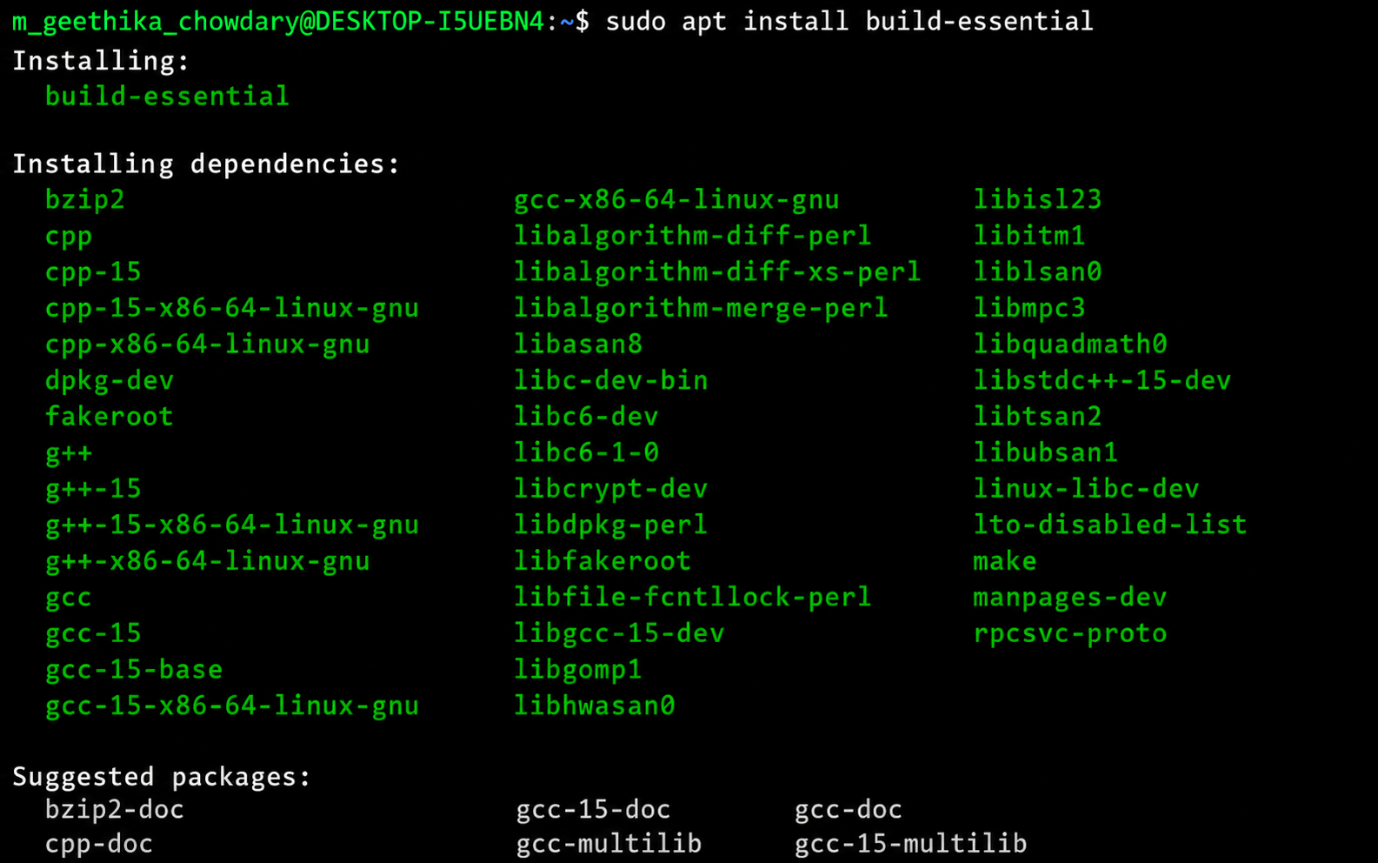 m_geethika_chowdary@DESKTOP-I5UEBN4:~$ sudo apt install build-essential
Installing:
build-essential
Installing dependencies:
bzip2 gcc-x86-64-linux-gnu libisl23
cpp libalgorithm-diff-perl libitm1
cpp-15 libalgorithm-diff-xs-perl liblsan0
cpp-15-x86-64-linux-gnu libalgorithm-merge-perl libmpc3
cpp-x86-64-linux-gnu libasan8 libquadmath0
dpkg-dev libc-dev-bin libstdc++-15-dev
fakeroot libc6-dev libtsan2
g++ libc6-1-0 libubsan1
g++-15 libcrypt-dev linux-libc-dev
g++-15-x86-64-linux-gnu libdpkg-perl lto-disabled-list
g++-x86-64-linux-gnu libfakeroot make
gcc libfile-fcntllock-perl manpages-dev
gcc-15 libgcc-15-dev rpcsvc-proto
gcc-15-base libgomp1
gcc-15-x86-64-linux-gnu libhwasan0
Suggested packages:
bzip2-doc gcc-15-doc gcc-doc
cpp-doc gcc-multilib gcc-15-multilib